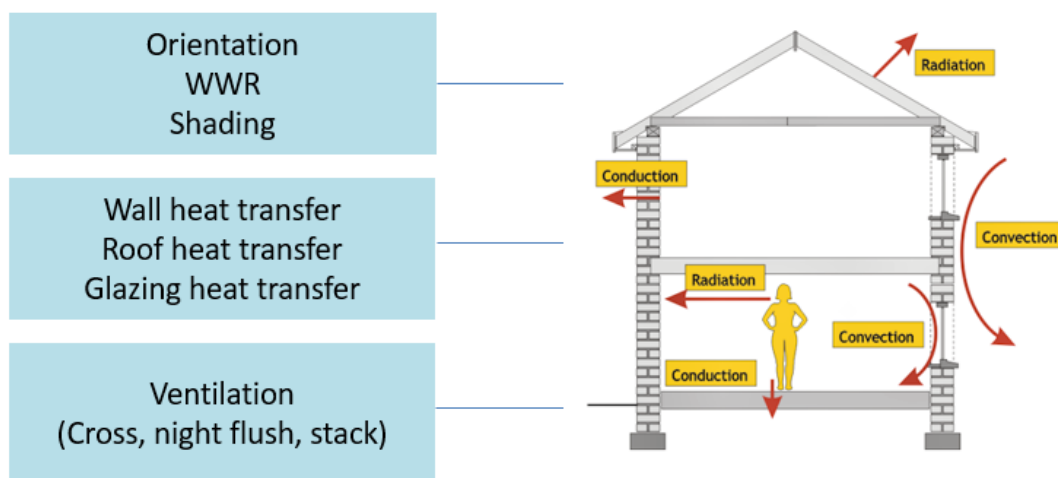 Orientation
WWR
Shading
Wall heat transfer
Roof heat transfer
Glazing heat transfer
Ventilation
(Cross, night flush, stack)
Radiation
Conduction
Convection
Radiation
Convection
Conduction